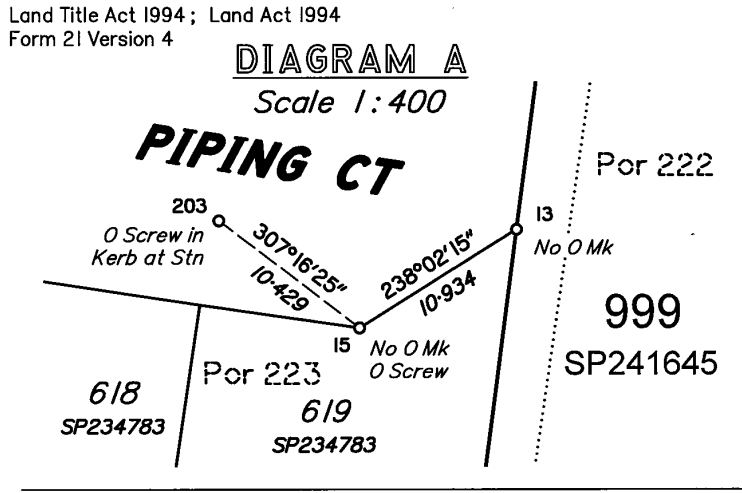 Land Title Act 1994 ; Land Act 1994
Form 21 Version 4
DIAGRAM A
Scale 1:400
PIPING CT
Por 222
203
O Screw in
Kerb at Stn
307°16'25"
10·429
238°02'15"
10·934
13
No O Mk
15
No O Mk
O Screw
999
SP241645
Por 223
618
SP234783
619
SP234783